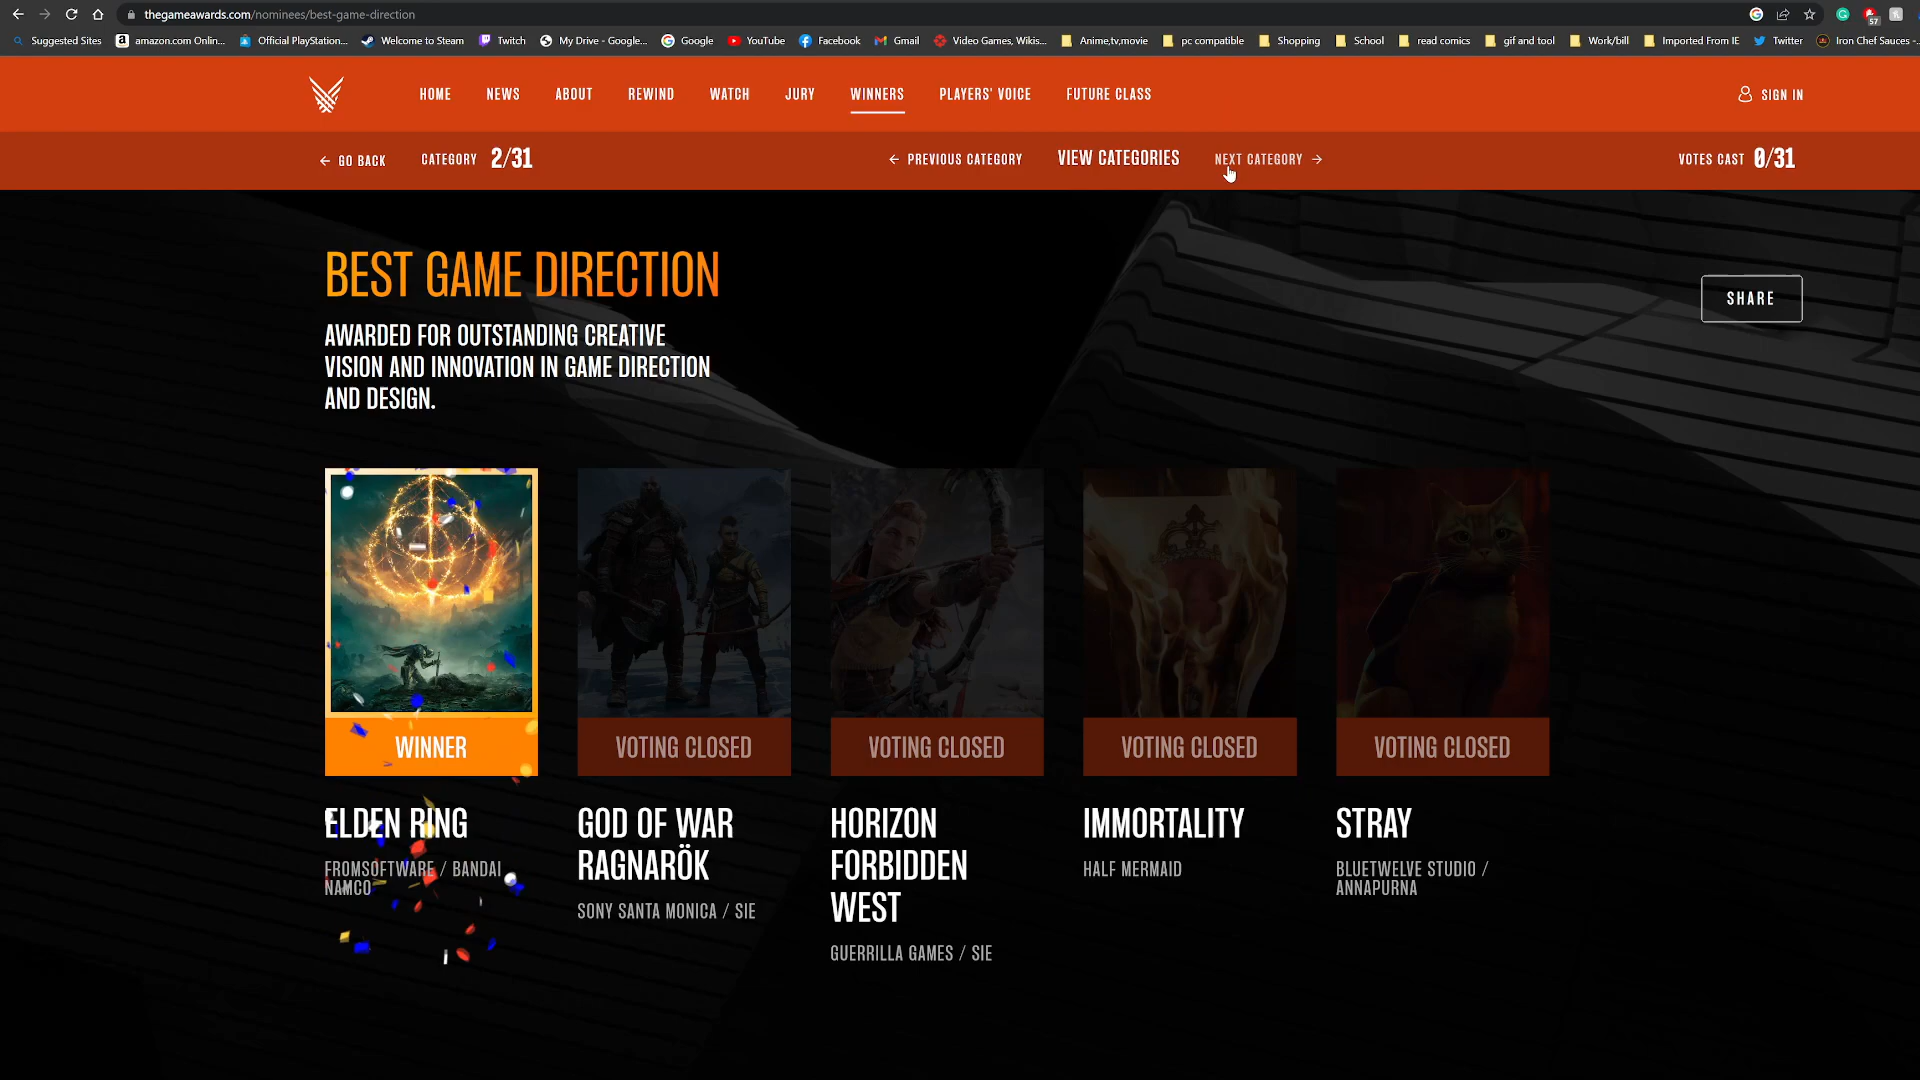 thegameawards.com/nominees/best-game-direction
57
Suggested Sites
amazon.com Onlin...
Official PlayStation...
Welcome to Steam
Twitch
My Drive - Google...
Google
YouTube
Facebook
Gmail
Video Games, Wikis...
Anime,tv,movie
pc compatible
Shopping
School
read comics
gif and tool
Work/bill
Imported From IE
Twitter
Iron Chef Sauces -...
HOME
NEWS
ABOUT
REWIND
WATCH
JURY
WINNERS
PLAYERS' VOICE
FUTURE CLASS
SIGN IN
← GO BACK
CATEGORY 2/31
← PREVIOUS CATEGORY
VIEW CATEGORIES
NEXT CATEGORY →
VOTES CAST 0/31
BEST GAME DIRECTION
AWARDED FOR OUTSTANDING CREATIVE
VISION AND INNOVATION IN GAME DIRECTION
AND DESIGN.
SHARE
WINNER
ELDEN RING
FROMSOFTWARE / BANDAI
NAMCO
VOTING CLOSED
GOD OF WAR
RAGNARÖK
SONY SANTA MONICA / SIE
VOTING CLOSED
HORIZON
FORBIDDEN
WEST
GUERRILLA GAMES / SIE
VOTING CLOSED
IMMORTALITY
HALF MERMAID
VOTING CLOSED
STRAY
BLUETWELVE STUDIO /
ANNAPURNA